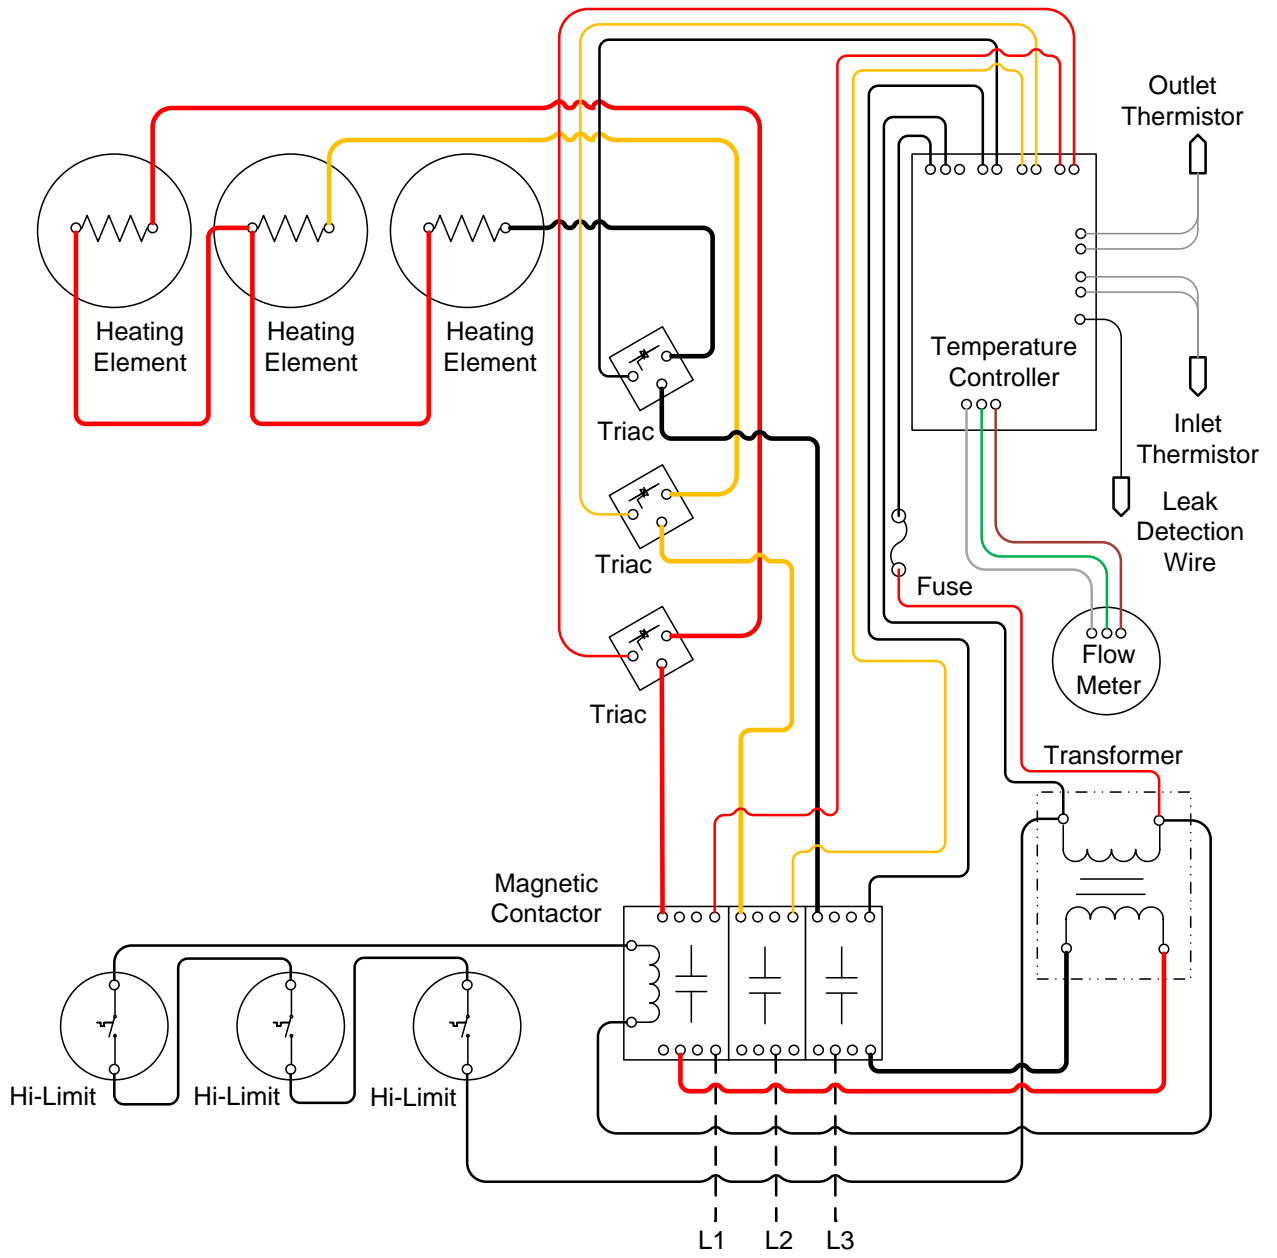 Outlet
Thermistor
Heating
Element
Heating
Element
Heating
Element
Temperature
Controller
Triac
Inlet
Thermistor
Leak
Detection
Wire
Triac
Fuse
Flow
Meter
Triac
Transformer
Magnetic
Contactor
Hi-Limit
Hi-Limit
Hi-Limit
L1
L2
L3